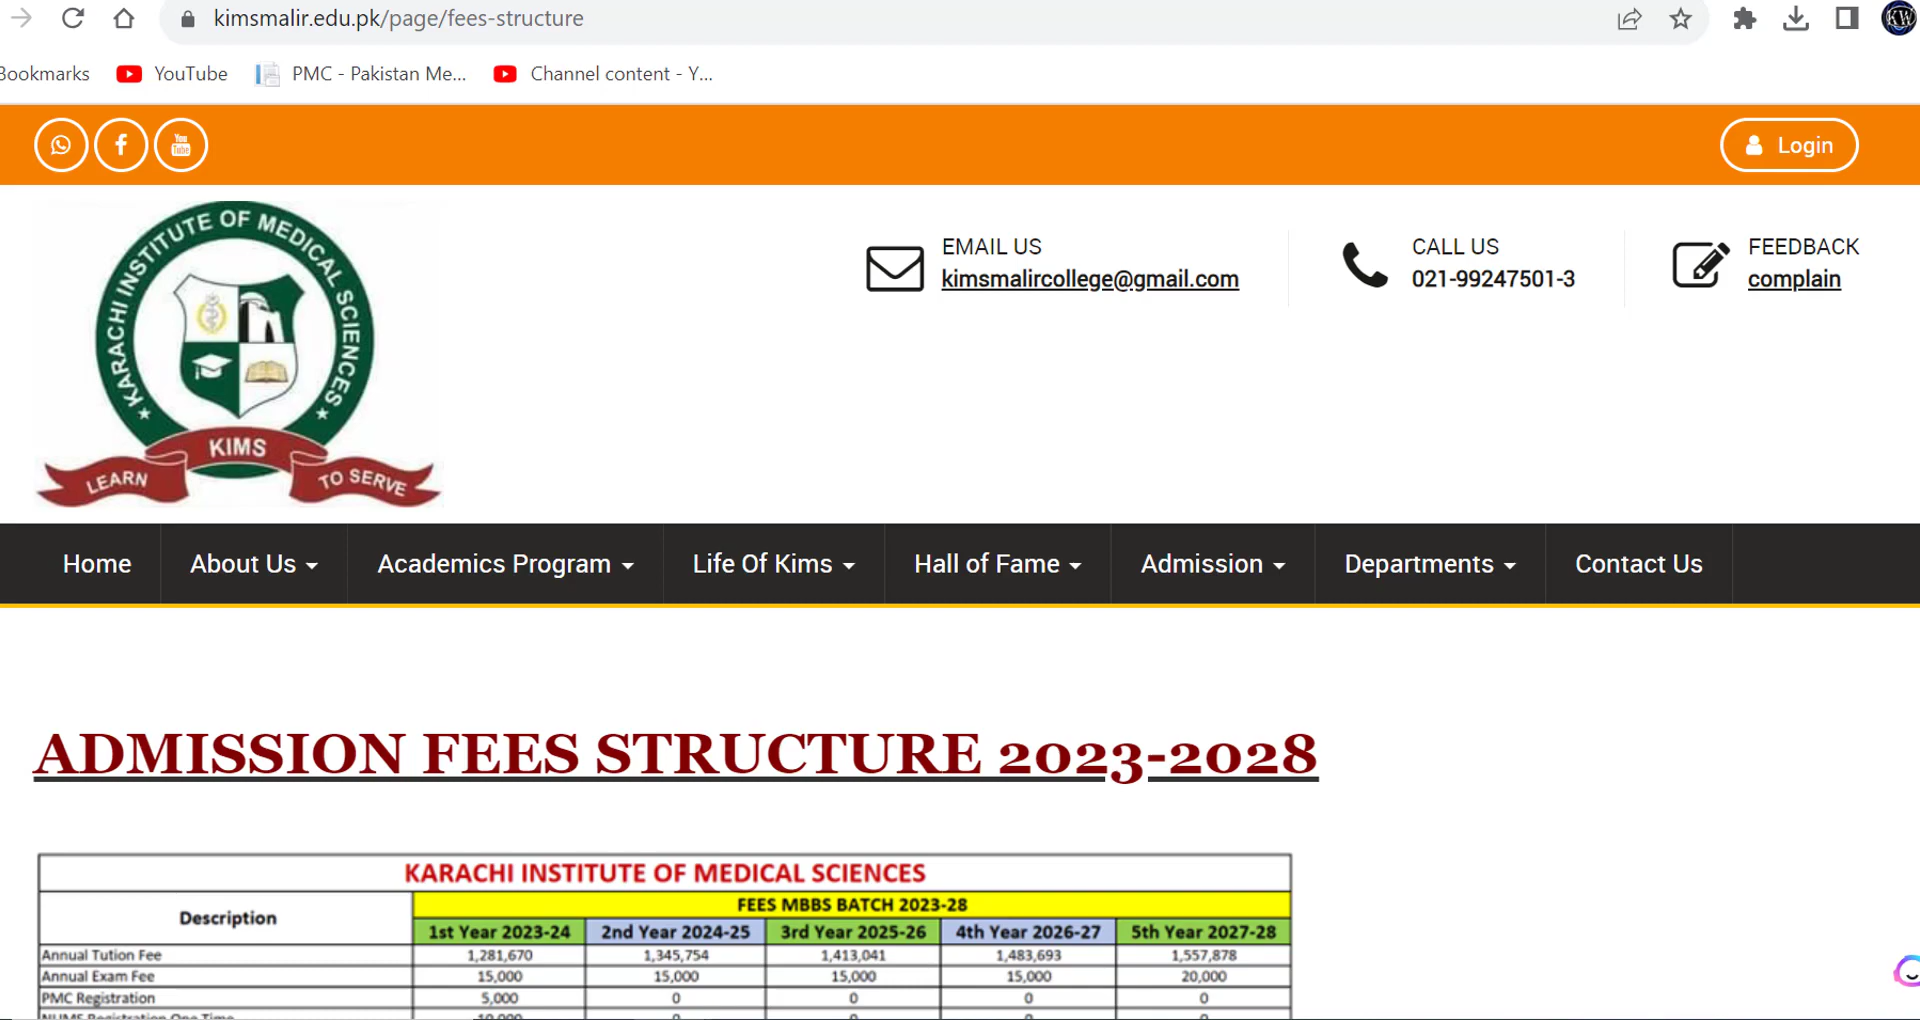 kimsmalir.edu.pk/page/fees-structure
Bookmarks YouTube PMC - Pakistan Me... Channel content - Y...
You Tube
Login
KARACHI INSTITUTE OF MEDICAL SCIENCES
KIMS
LEARN TO SERVE
EMAIL US
kimsmalircollege@gmail.com
CALL US
021-99247501-3
FEEDBACK
complain
Home About Us Academics Program Life Of Kims Hall of Fame Admission Departments Contact Us
ADMISSION FEES STRUCTURE 2023-2028
KARACHI INSTITUTE OF MEDICAL SCIENCES
Description
FEES MBBS BATCH 2023-28
1st Year 2023-24 2nd Year 2024-25 3rd Year 2025-26 4th Year 2026-27 5th Year 2027-28
Annual Tution Fee 1,281,670 1,345,754 1,413,041 1,483,693 1,557,878
Annual Exam Fee 15,000 15,000 15,000 15,000 20,000
PMC Registration 5,000 0 0 0 0